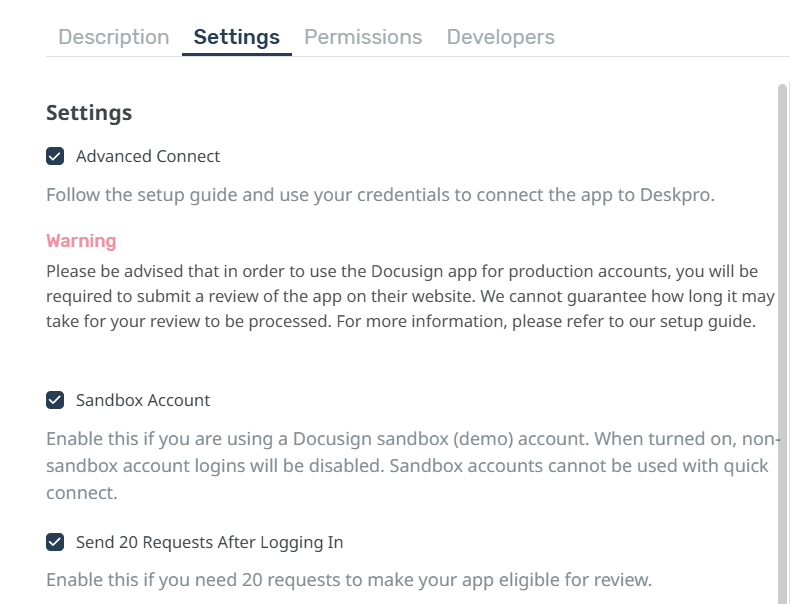 Description Settings Permissions Developers
Settings
Advanced Connect
Follow the setup guide and use your credentials to connect the app to Deskpro.
Warning
Please be advised that in order to use the Docusign app for production accounts, you will be
required to submit a review of the app on their website. We cannot guarantee how long it may
take for your review to be processed. For more information, please refer to our setup guide.
Sandbox Account
Enable this if you are using a Docusign sandbox (demo) account. When turned on, non-
sandbox account logins will be disabled. Sandbox accounts cannot be used with quick
connect.
Send 20 Requests After Logging In
Enable this if you need 20 requests to make your app eligible for review.